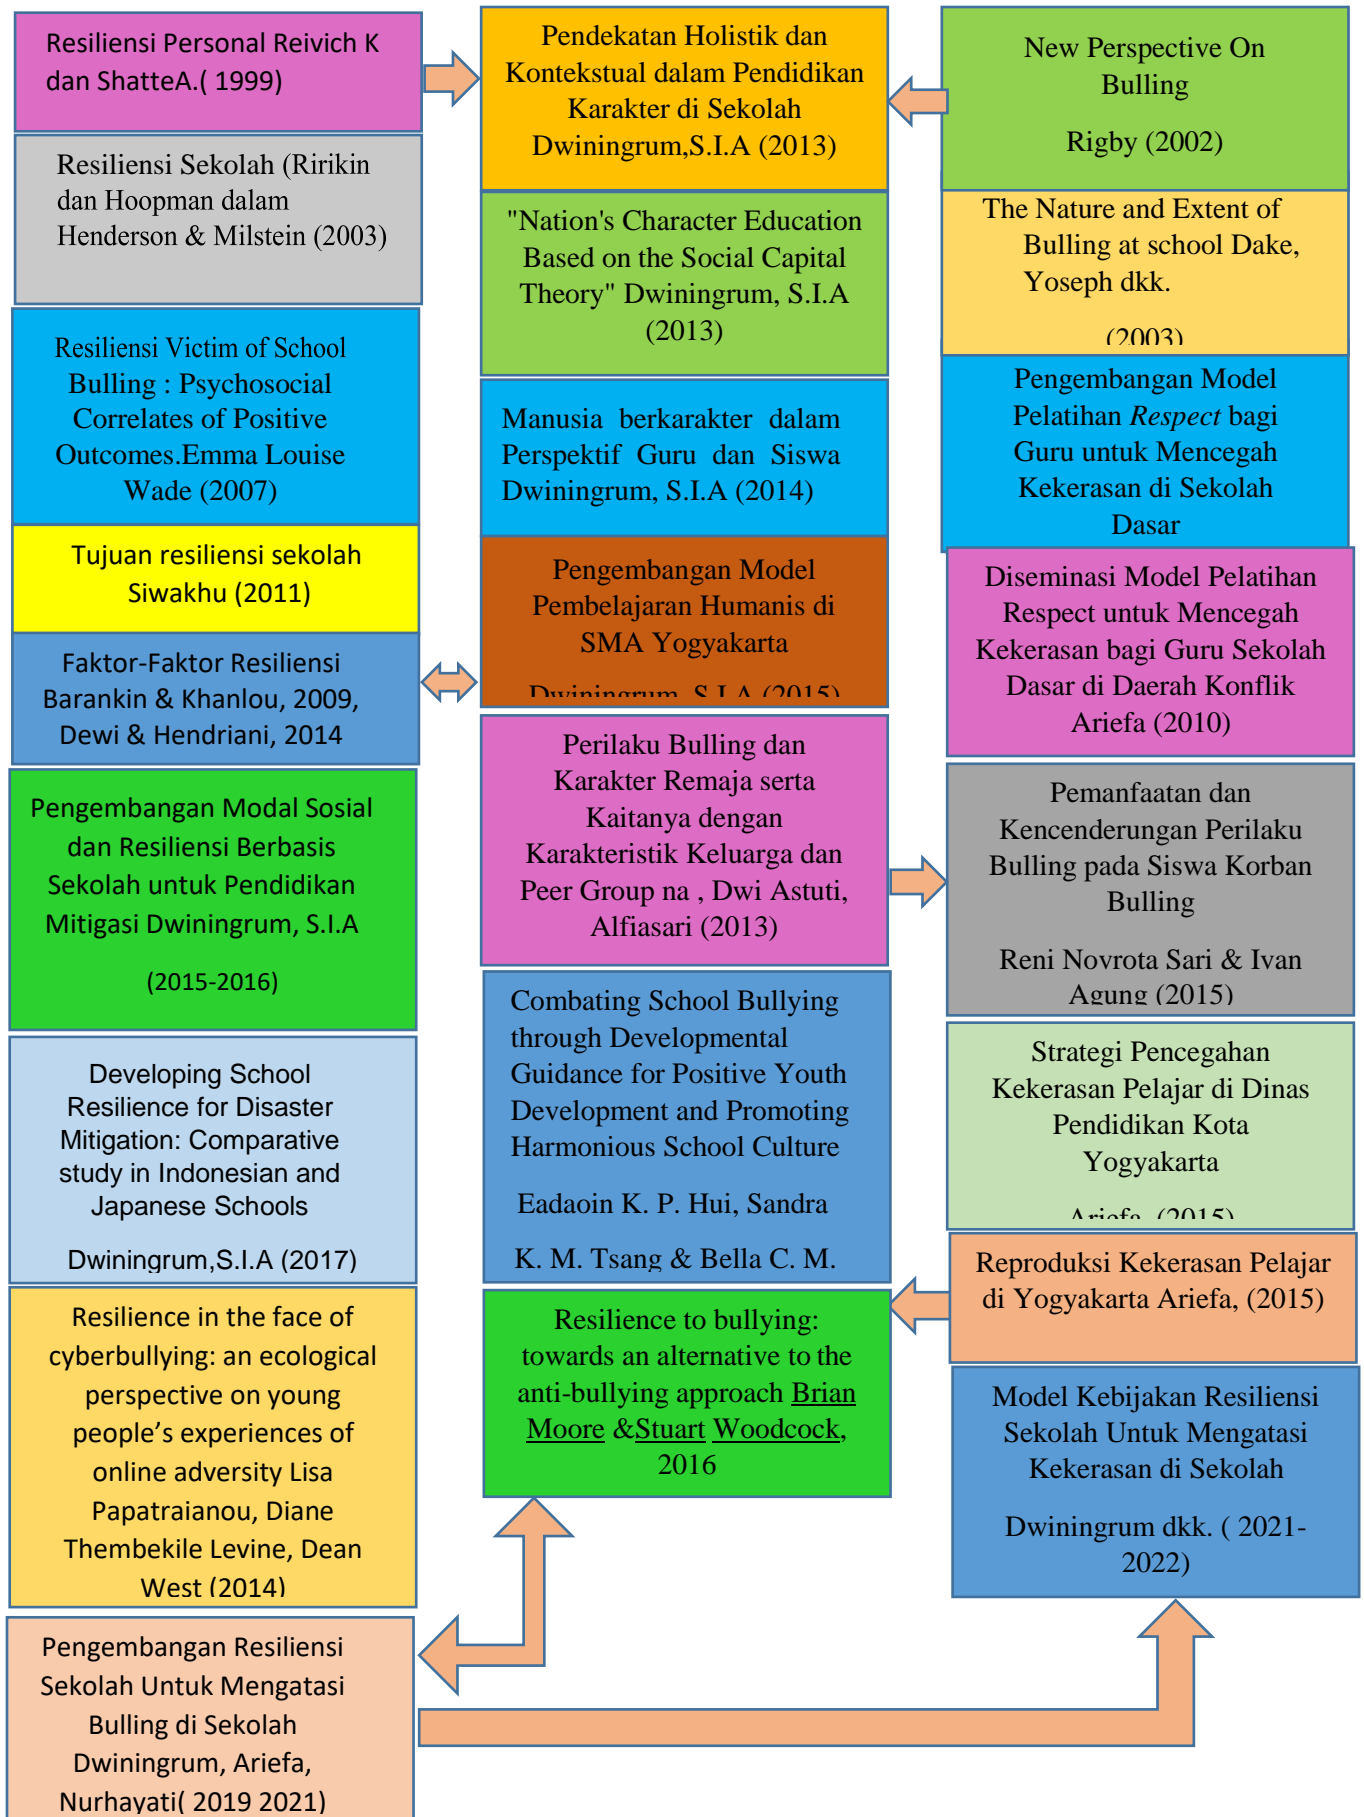 Resiliensi Personal Reivich K
dan ShatteA.( 1999)
Resiliensi Sekolah (Ririkin
dan Hoopman dalam
Henderson & Milstein (2003)
Resiliensi Victim of School
Bulling : Psychosocial
Correlates of Positive
Outcomes.Emma Louise
Wade (2007)
Tujuan resiliensi sekolah
Siwakhu (2011)
Faktor-Faktor Resiliensi
Barankin & Khanlou, 2009,
Dewi & Hendriani, 2014
Pengembangan Modal Sosial
dan Resiliensi Berbasis
Sekolah untuk Pendidikan
Mitigasi Dwiningrum, S.I.A
(2015-2016)
Developing School
Resilience for Disaster
Mitigation: Comparative
study in Indonesian and
Japanese Schools
Dwiningrum,S.I.A (2017)
Resilience in the face of
cyberbullying: an ecological
perspective on young
people’s experiences of
online adversity Lisa
Papatraianou, Diane
Thembekile Levine, Dean
West (2014)
Pengembangan Resiliensi
Sekolah Untuk Mengatasi
Bulling di Sekolah
Dwiningrum, Ariefa,
Nurhayati( 2019 2021)
Pendekatan Holistik dan
Kontekstual dalam Pendidikan
Karakter di Sekolah
Dwiningrum,S.I.A (2013)
"Nation's Character Education
Based on the Social Capital
Theory" Dwiningrum, S.I.A
(2013)
Manusia berkarakter dalam
Perspektif Guru dan Siswa
Dwiningrum, S.I.A (2014)
Pengembangan Model
Pembelajaran Humanis di
SMA Yogyakarta
Dwiningrum, S.I.A (2015)
Perilaku Bulling dan
Karakter Remaja serta
Kaitanya dengan
Karakteristik Keluarga dan
Peer Group na , Dwi Astuti,
Alfiasari (2013)
Combating School Bullying
through Developmental
Guidance for Positive Youth
Development and Promoting
Harmonious School Culture
Eadaoin K. P. Hui, Sandra
K. M. Tsang & Bella C. M.
Resilience to bullying:
towards an alternative to the
anti-bullying approach Brian
Moore &Stuart Woodcock,
2016
New Perspective On
Bulling
Rigby (2002)
The Nature and Extent of
Bulling at school Dake,
Yoseph dkk.
(2003)
Pengembangan Model
Pelatihan Respect bagi
Guru untuk Mencegah
Kekerasan di Sekolah
Dasar
Diseminasi Model Pelatihan
Respect untuk Mencegah
Kekerasan bagi Guru Sekolah
Dasar di Daerah Konflik
Ariefa (2010)
Pemanfaatan dan
Kencenderungan Perilaku
Bulling pada Siswa Korban
Bulling
Reni Novrota Sari & Ivan
Agung (2015)
Strategi Pencegahan
Kekerasan Pelajar di Dinas
Pendidikan Kota
Yogyakarta
Ariefa, (2015)
Reproduksi Kekerasan Pelajar
di Yogyakarta Ariefa, (2015)
Model Kebijakan Resiliensi
Sekolah Untuk Mengatasi
Kekerasan di Sekolah
Dwiningrum dkk. ( 2021-
2022)